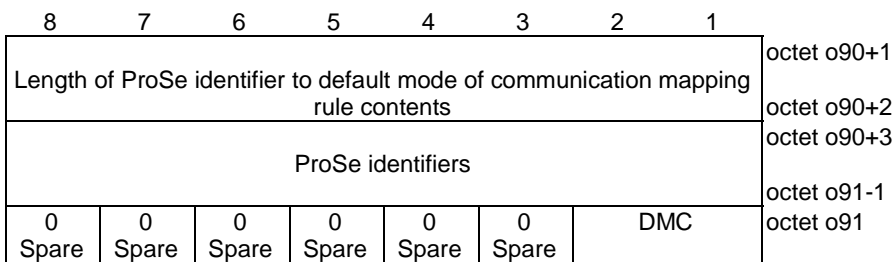 8 7 6 5 4 3 2 1
octet o90+1
Length of ProSe identifier to default mode of communication mapping
rule contents
octet o90+2
octet o90+3
ProSe identifiers
octet o91-1
0 0 0 0 0 0 DMC octet o91
Spare Spare Spare Spare Spare Spare